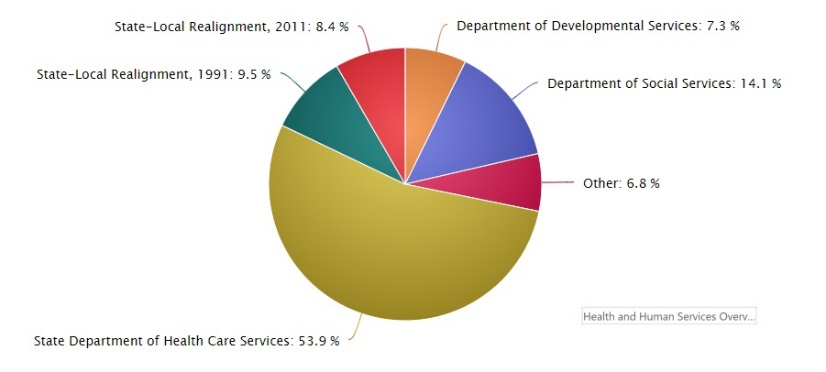 State-Local Realignment, 2011: 8.4 %
Department of Developmental Services: 7.3 %
State-Local Realignment, 1991: 9.5 %
Department of Social Services: 14.1 %
Other: 6.8 %
Health and Human Services Overv...
State Department of Health Care Services: 53.9 %